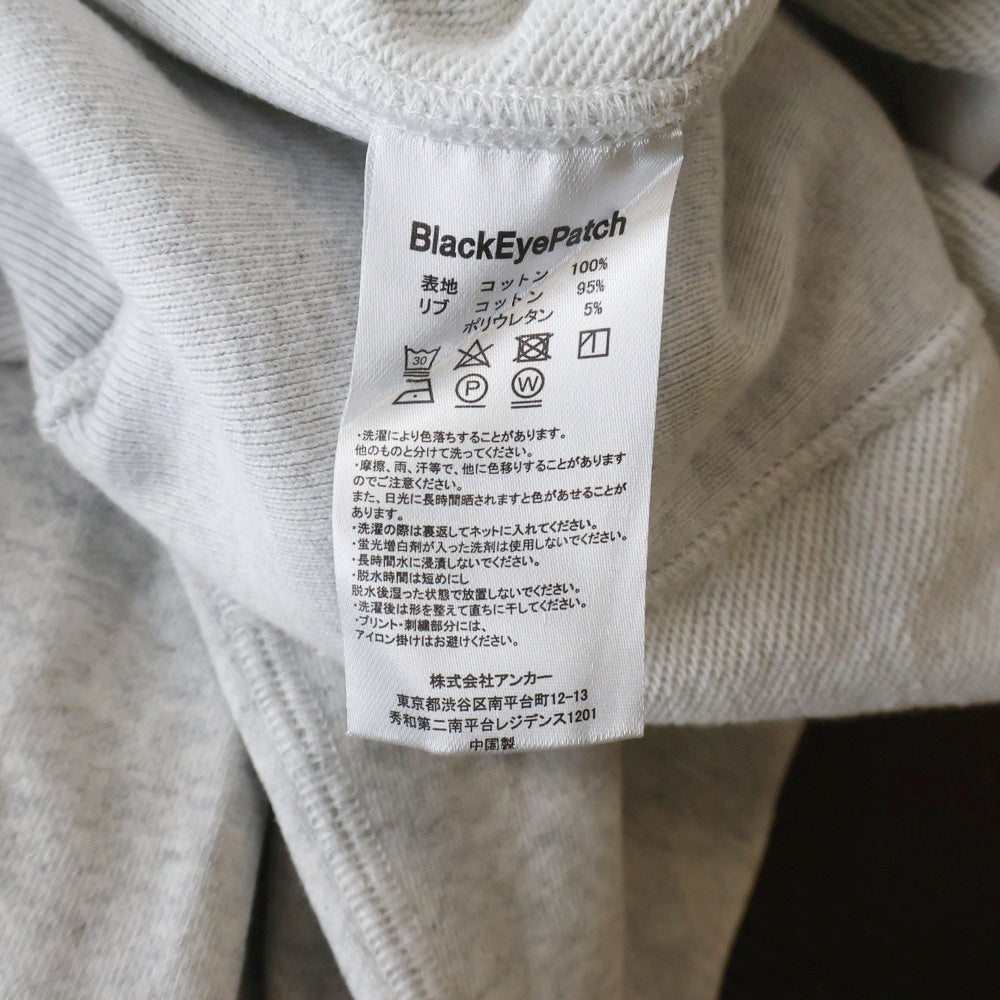 BlackEyePatch
表地 コットン 100%
リブ コットン 95%
ポリウレタン 5%
30
P W
・洗濯により色落ちすることがあります。
他のものと分けて洗ってください。
・摩擦、雨、汗等で、他に色移りすることがあります
のでご注意ください。
また、日光に長時間晒されますと色があせることが
あります。
・洗濯の際は裏返してネットに入れてください。
・蛍光増白剤が入った洗剤は使用しないでください。
・長時間水に浸漬しないでください。
・脱水時間は短めにし
脱水後湿った状態で放置しないでください。
・洗濯後は形を整えて直ちに干してください。
・プリント・刺繍部分には、
アイロン掛けはお避けください。
株式会社アンカー
東京都渋谷区南平台町12-13
秀和第二南平台レジデンス1201
中国製